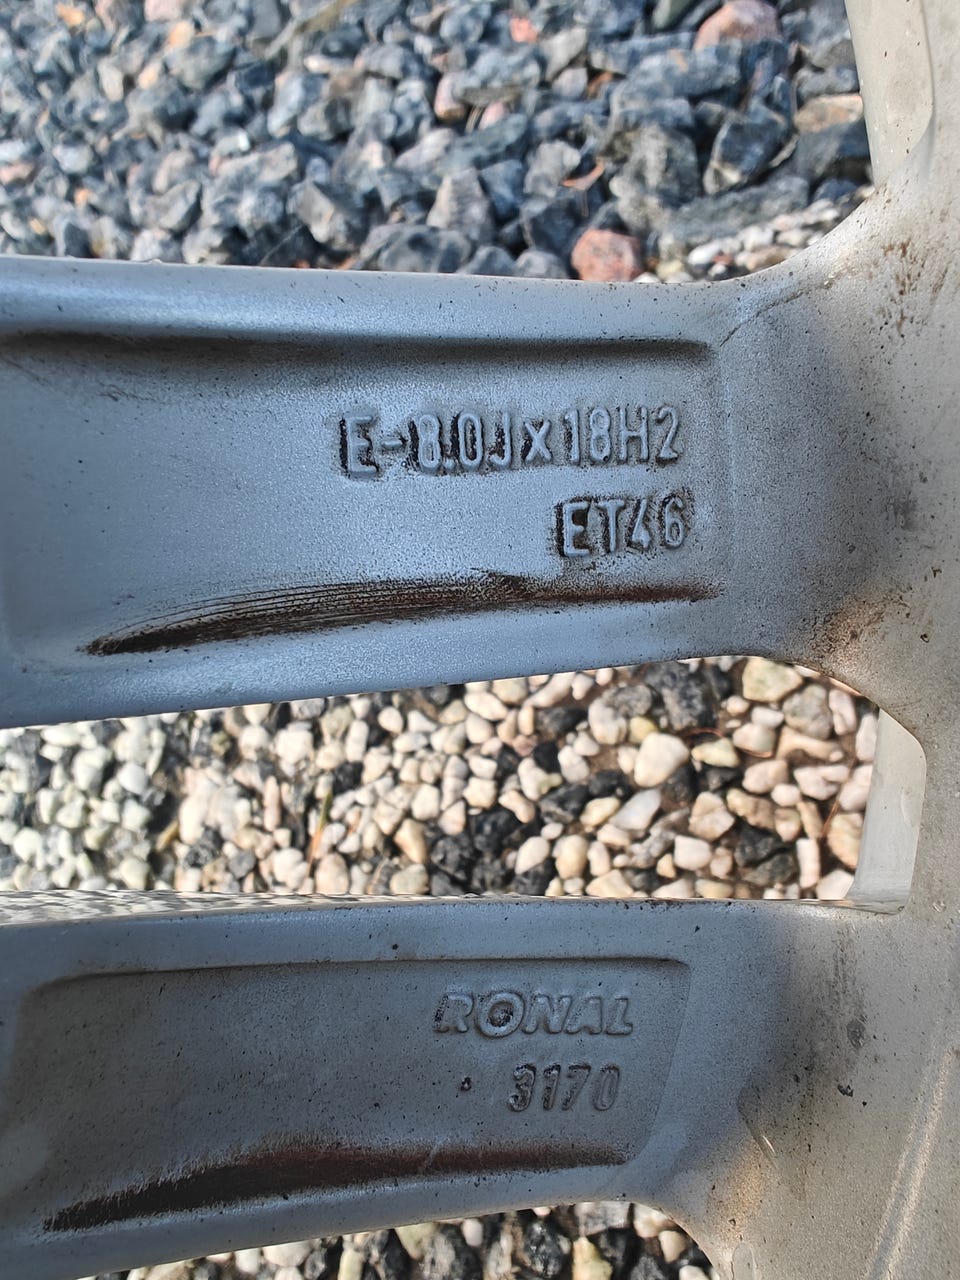 E-8.0Jx18H2
ET46
RONAL
3170